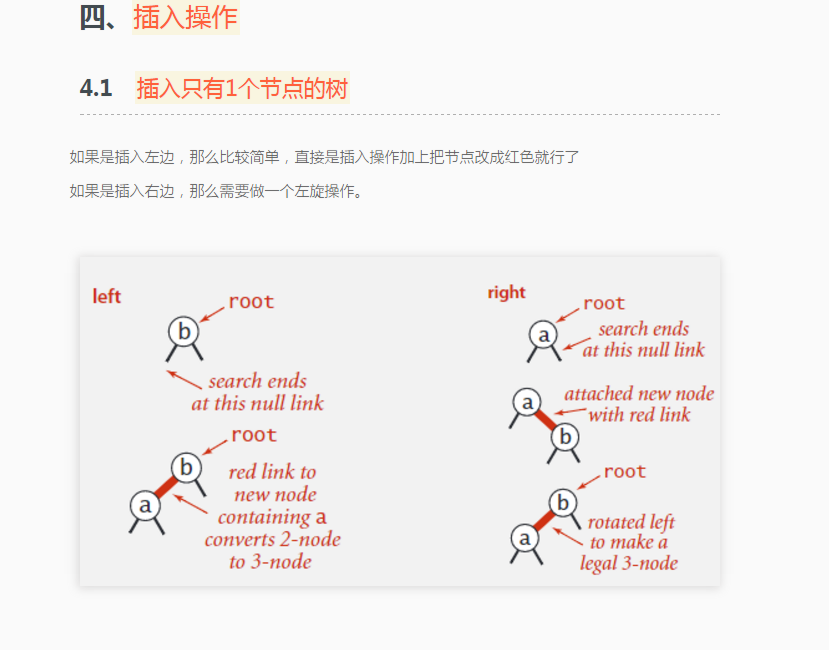 四、插入操作
4.1 插入只有1个节点的树
如果是插入左边，那么比较简单，直接是插入操作加上把节点改成红色就行了
如果是插入右边，那么需要做一个左旋操作。
left
root
b
search ends
at this null link
root
b
red link to
new node
containing a
converts 2-node
to 3-node
a
right
root
a
search ends
at this null link
a
attached new node
with red link
b
root
b
rotated left
to make a
legal 3-node
a